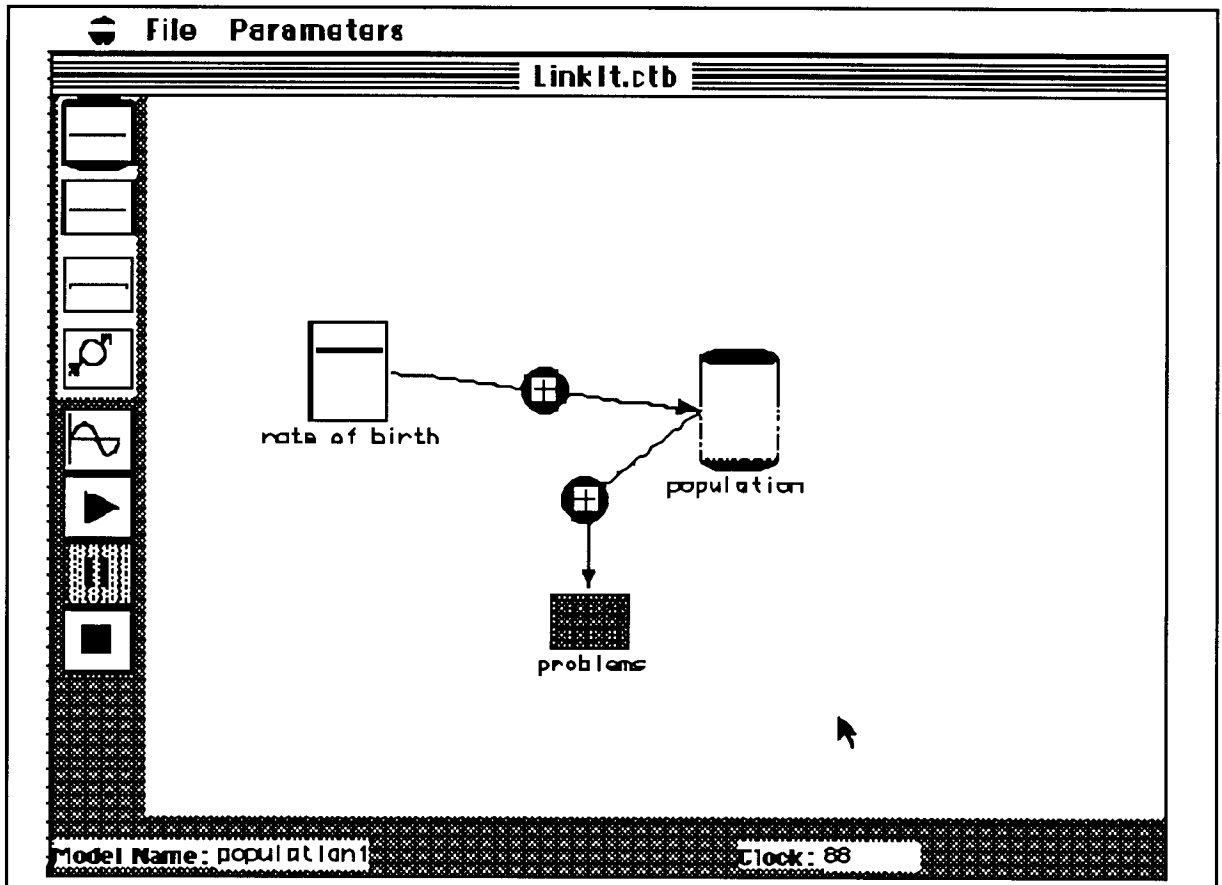 File Parameters
LinkIt.ctb
rate of birth
population
problems
Model Name: population1
Clock: 88